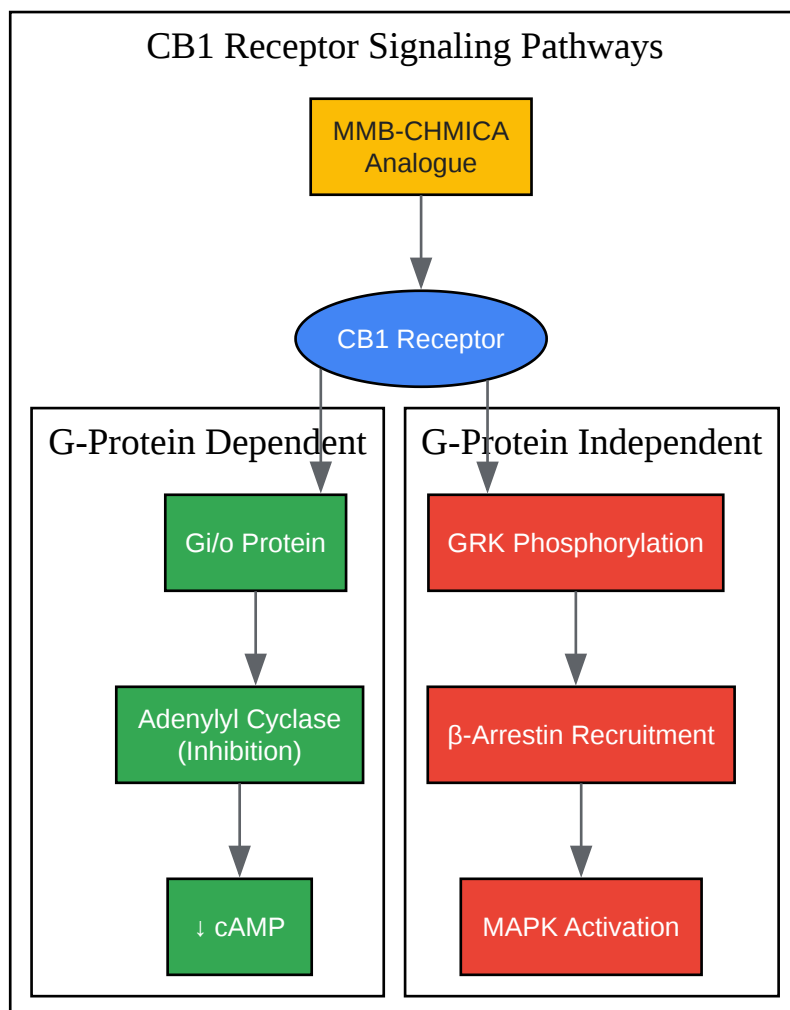 CB1 Receptor Signaling Pathways
MMB-CHMICA
Analogue
CB1 Receptor
G-Protein Dependent
Gi/o Protein
Adenylyl Cyclase
(Inhibition)
↓ cAMP
G-Protein Independent
GRK Phosphorylation
β-Arrestin Recruitment
MAPK Activation